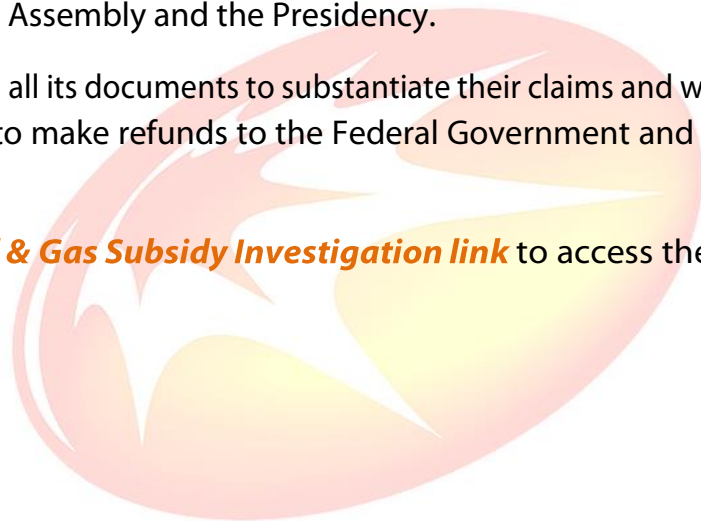 Assembly and the Presidency.
all its documents to substantiate their claims and w
to make refunds to the Federal Government and
& Gas Subsidy Investigation link to access the